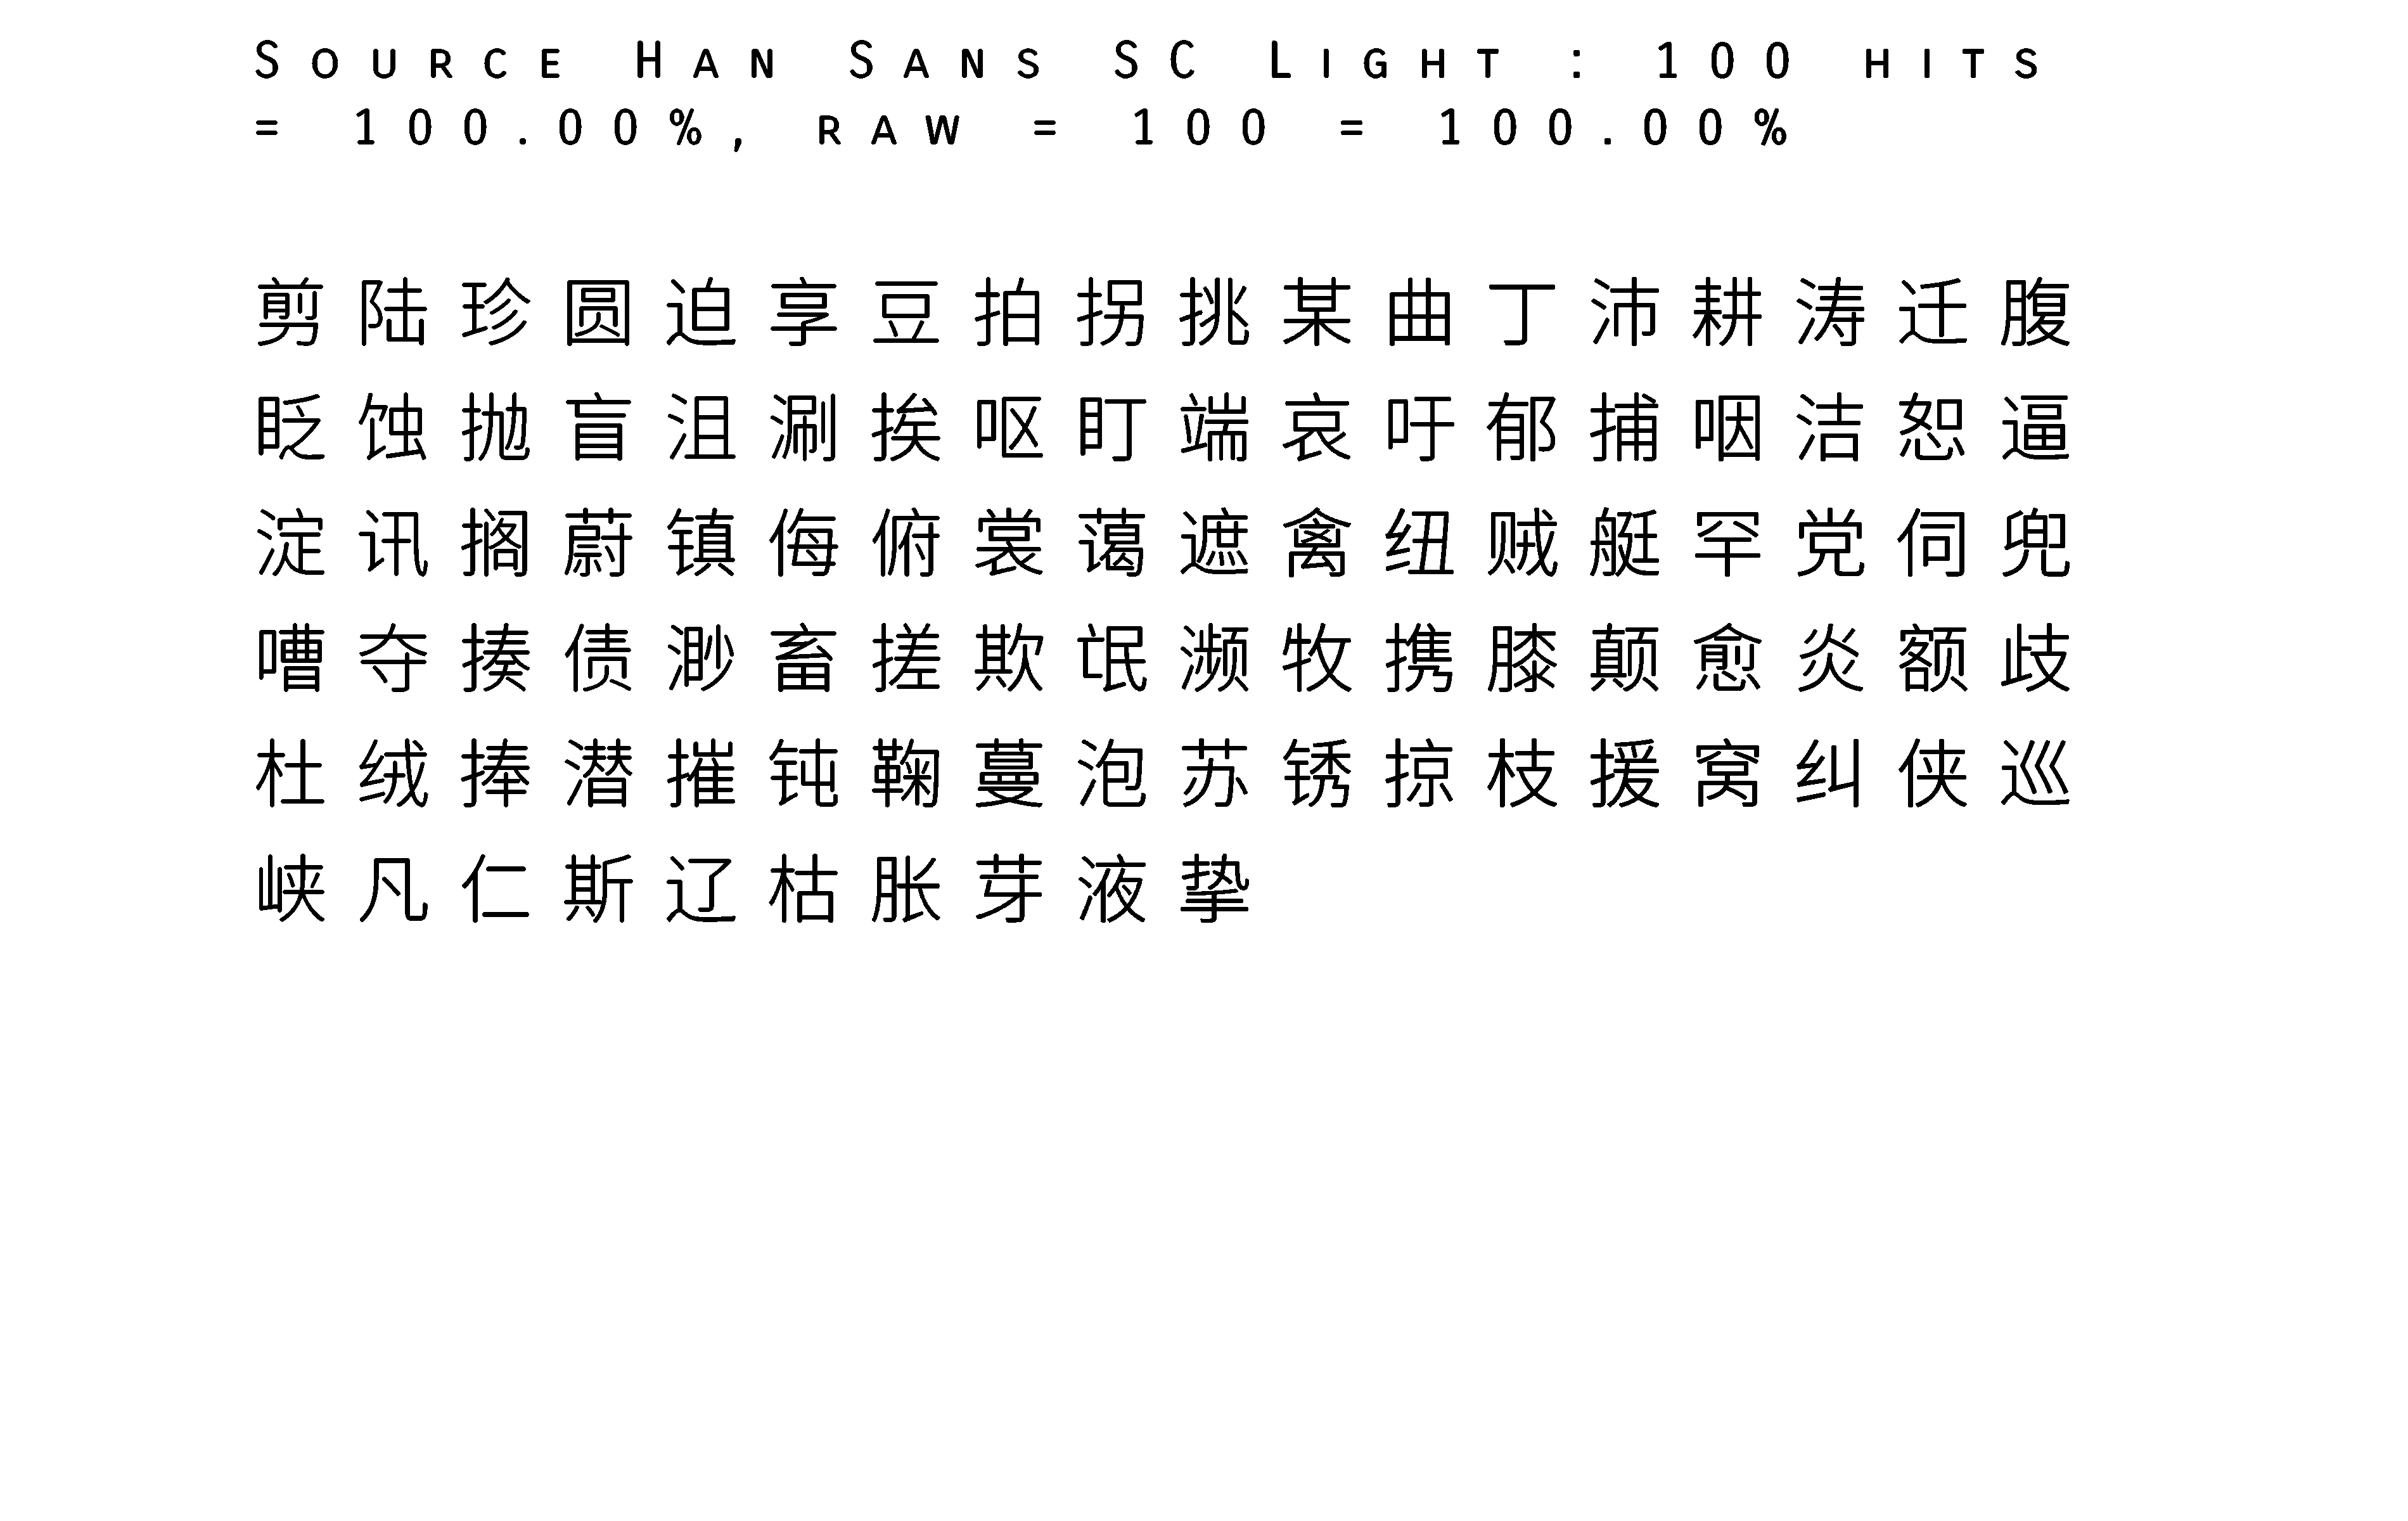 Source Han Sans SC Light : 100 hits
= 100.00%, raw = 100 = 100.00%
剪陆珍圆迫享豆拍拐挑某曲丁沛耕涛迁腹
眨蚀抛盲沮涮挨呕盯端哀吁郁捕咽洁恕逼
淀讯搁蔚镇侮俯裳蔼遮禽纽贼艇罕党伺兜
嘈夺揍债渺畜搓欺氓濒牧携膝颠愈炎额歧
杜绒捧潜摧钝鞠蔓泡苏锈掠枝援窝纠侠巡
峡凡仁斯辽枯胀芽液挚